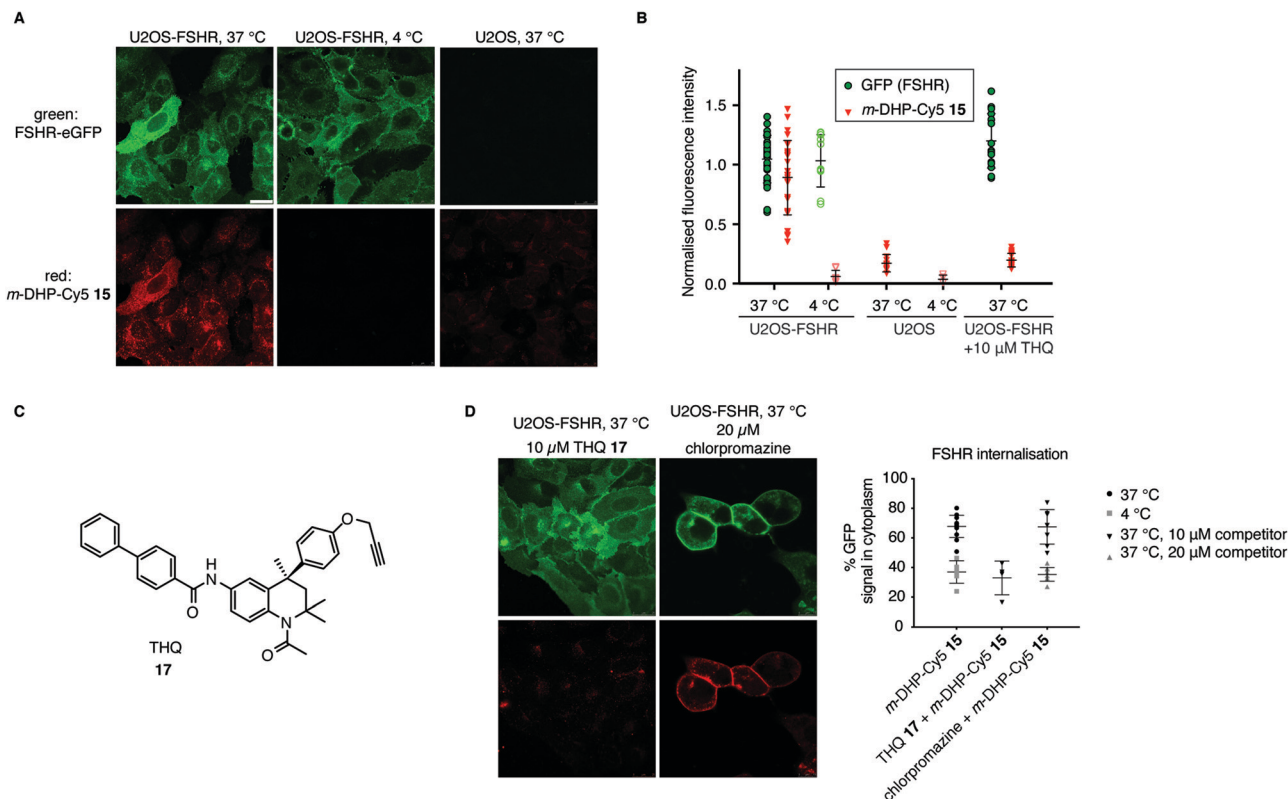 A
U2OS-FSHR, 37 °C
U2OS-FSHR, 4 °C
U2OS, 37 °C
green:
FSHR-eGFP
red:
m-DHP-Cy5 15
B
GFP (FSHR)
m-DHP-Cy5 15
Normalised fluorescence intensity
1.5
1.0
0.5
0.0
37 °C
4 °C
37 °C
4 °C
37 °C
U2OS-FSHR
U2OS
U2OS-FSHR
+10 µM THQ
C
O
H
N
O
N
O
THQ
17
D
U2OS-FSHR, 37 °C
10 µM THQ 17
U2OS-FSHR, 37 °C
20 µM
chlorpromazine
FSHR internalisation
% GFP
signal in cytoplasm
100
80
60
40
20
0
m-DHP-Cy5 15
THQ 17 + m-DHP-Cy5 15
chlorpromazine + m-DHP-Cy5 15
37 °C
4 °C
37 °C, 10 µM competitor
37 °C, 20 µM competitor